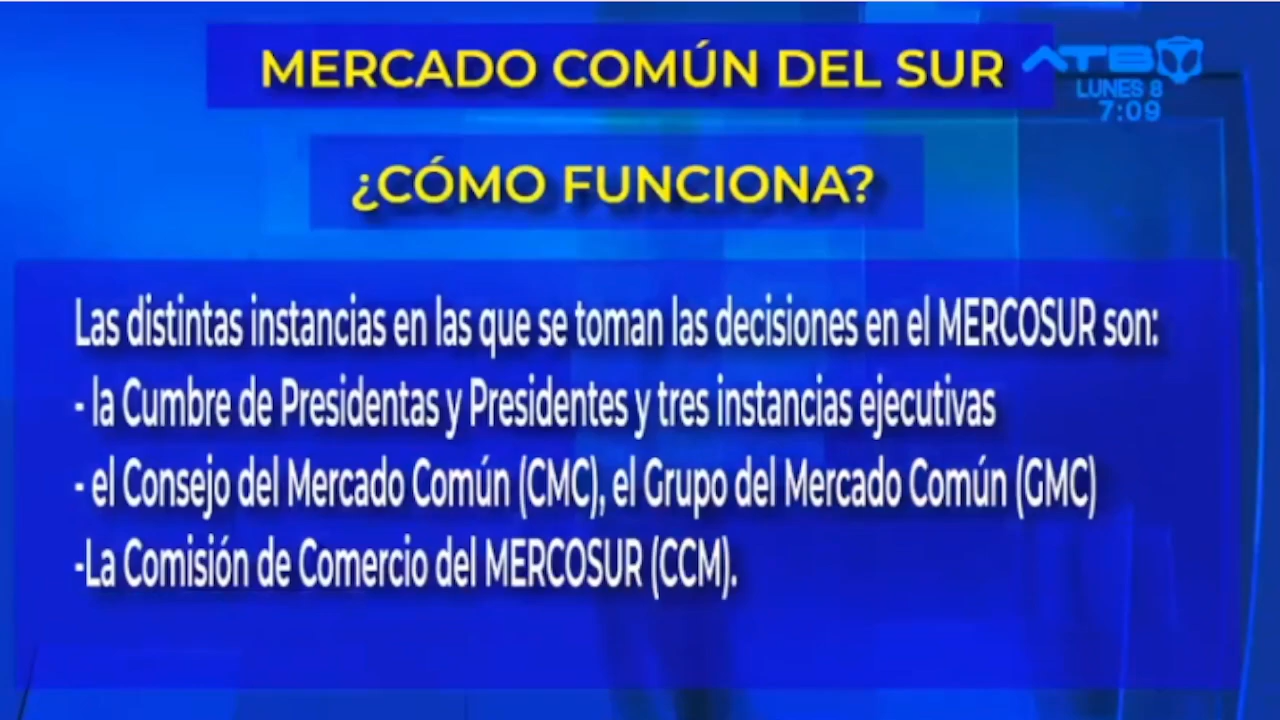 MERCADO COMÚN DEL SUR
ATB
LUNES 8
7:09
¿CÓMO FUNCIONA?
Las distintas instancias en las que se toman las decisiones en el MERCOSUR son:
- la Cumbre de Presidentas y Presidentes y tres instancias ejecutivas
- el Consejo del Mercado Común (CMC), el Grupo del Mercado Común (GMC)
-La Comisión de Comercio del MERCOSUR (CCM).